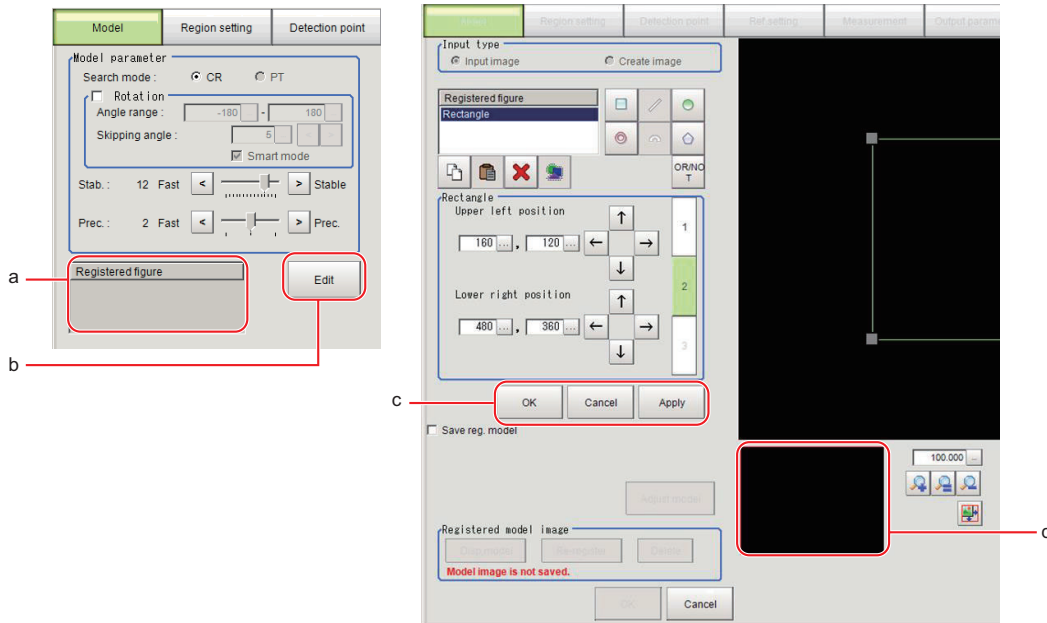 Model Region setting Detection point
Model parameter
Search mode : CR PT
Rotation
Angle range : -180 - 180
Skipping angle : 5 < >
Smart mode
Stab. : 12 Fast < > Stable
Prec. : 2 Fast < > Prec.
Registered figure
Edit
a
b
Model Region setting Detection point Ref setting Measurement Output parame
Input type
Input image Create image
Registered figure
Rectangle
OR/NO
T
Rectangle
Upper left position
160 ... , 120 ...
Lower right position
480 ... , 360 ...
1
2
3
c
OK Cancel Apply
Save reg. model
100.000 ...
Adjust model
Registered model image
Disp model Re-register Delete
Model image is not saved.
OK Cancel